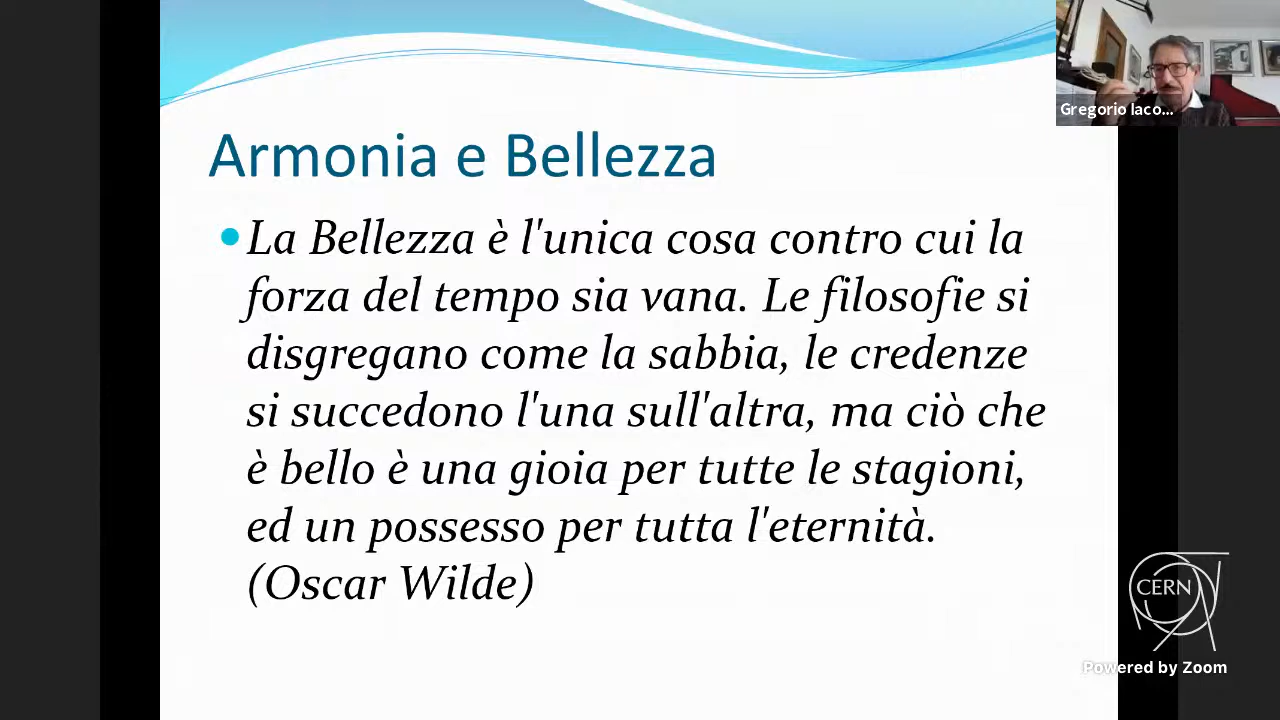 Armonia e Bellezza
La Bellezza è l'unica cosa contro cui la
forza del tempo sia vana. Le filosofie si
disgregano come la sabbia, le credenze
si succedono l'una sull'altra, ma ciò che
è bello è una gioia per tutte le stagioni,
ed un possesso per tutta l'eternità.
(Oscar Wilde)
Gregorio Iaco...
CERN
Powered by Zoom